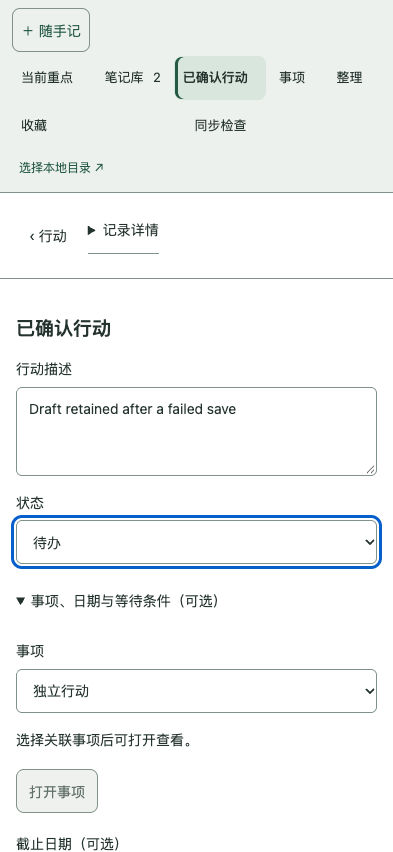 + 随手记
当前重点 笔记库 2 已确认行动 事项 整理
收藏 同步检查
选择本地目录 ↗
‹ 行动 ▶ 记录详情
已确认行动
行动描述
Draft retained after a failed save
状态
待办
▼ 事项、日期与等待条件（可选）
事项
独立行动
选择关联事项后可打开查看。
打开事项
截止日期（可选）